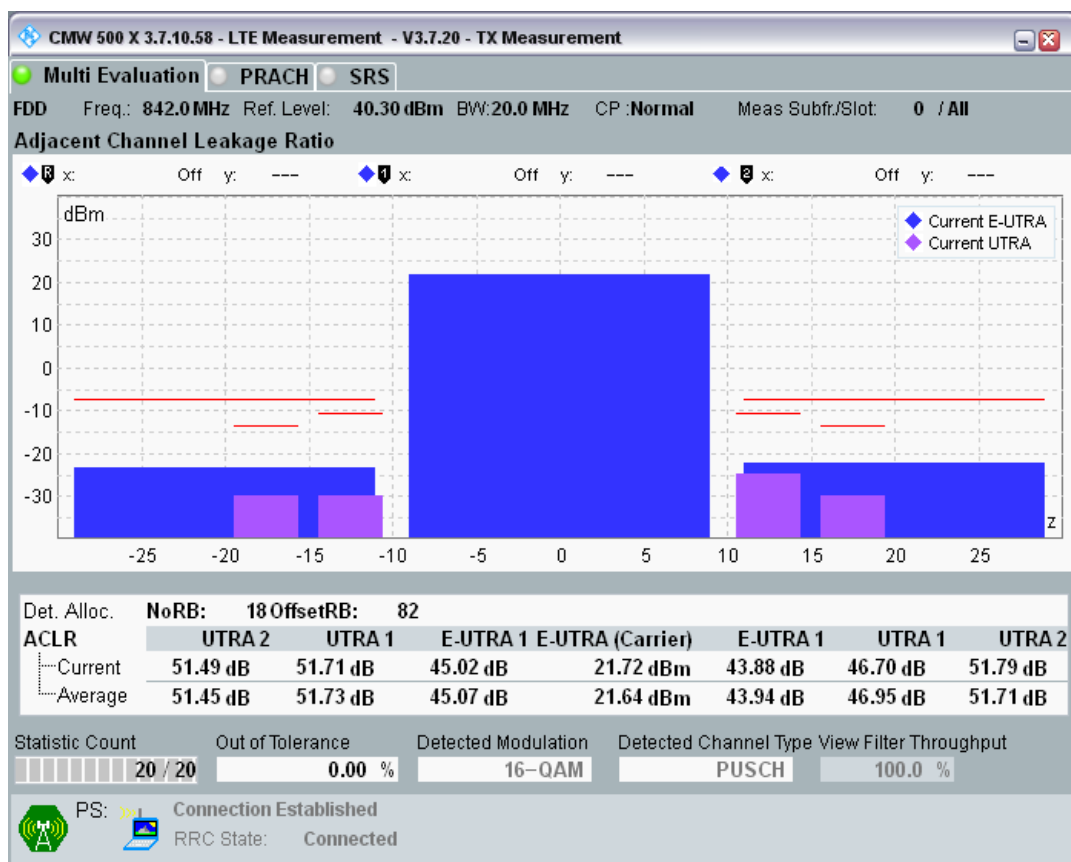 CMW 500 X 3.7.10.58 - LTE Measurement - V3.7.20 - TX Measurement
Multi Evaluation PRACH SRS
FDD Freq.: 842.0 MHz Ref. Level: 40.30 dBm BW:20.0 MHz CP :Normal Meas Subfr./Slot: 0 / All
Adjacent Channel Leakage Ratio
R x: Off y: --- 1 x: Off y: --- 2 x: Off y: ---
dBm
Current E-UTRA
Current UTRA
30
20
10
0
-10
-20
-30
z
-25 -20 -15 -10 -5 0 5 10 15 20 25
Det. Alloc. NoRB: 18 OffsetRB: 82
ACLR UTRA 2 UTRA 1 E-UTRA 1 E-UTRA (Carrier) E-UTRA 1 UTRA 1 UTRA 2
Current 51.49 dB 51.71 dB 45.02 dB 21.72 dBm 43.88 dB 46.70 dB 51.79 dB
Average 51.45 dB 51.73 dB 45.07 dB 21.64 dBm 43.94 dB 46.95 dB 51.71 dB
Statistic Count Out of Tolerance Detected Modulation Detected Channel Type View Filter Throughput
20 / 20 0.00 % 16-QAM PUSCH 100.0 %
PS: Connection Established
RRC State: Connected